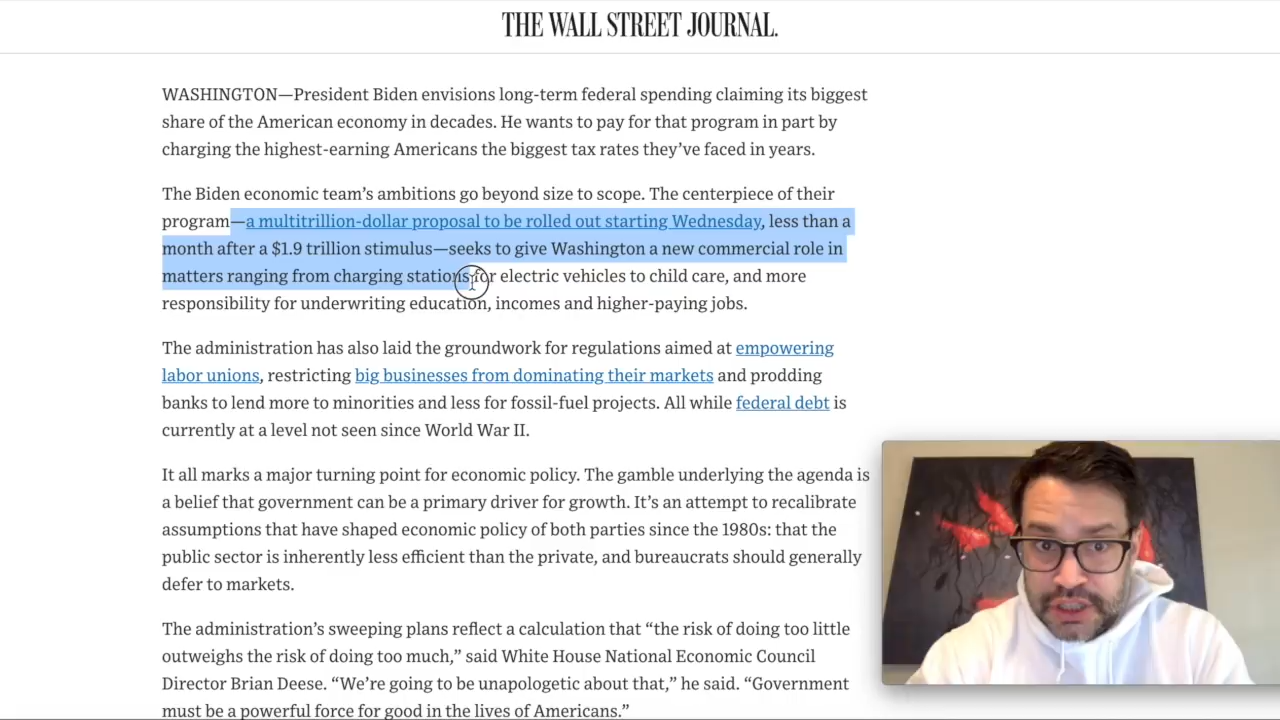 THE WALL STREET JOURNAL.
WASHINGTON—President Biden envisions long-term federal spending claiming its biggest
share of the American economy in decades. He wants to pay for that program in part by
charging the highest-earning Americans the biggest tax rates they’ve faced in years.
The Biden economic team’s ambitions go beyond size to scope. The centerpiece of their
program—a multitrillion-dollar proposal to be rolled out starting Wednesday, less than a
month after a $1.9 trillion stimulus—seeks to give Washington a new commercial role in
matters ranging from charging stations for electric vehicles to child care, and more
responsibility for underwriting education, incomes and higher-paying jobs.
The administration has also laid the groundwork for regulations aimed at empowering
labor unions, restricting big businesses from dominating their markets and prodding
banks to lend more to minorities and less for fossil-fuel projects. All while federal debt is
currently at a level not seen since World War II.
It all marks a major turning point for economic policy. The gamble underlying the agenda is
a belief that government can be a primary driver for growth. It’s an attempt to recalibrate
assumptions that have shaped economic policy of both parties since the 1980s: that the
public sector is inherently less efficient than the private, and bureaucrats should generally
defer to markets.
The administration’s sweeping plans reflect a calculation that “the risk of doing too little
outweighs the risk of doing too much,” said White House National Economic Council
Director Brian Deese. “We’re going to be unapologetic about that,” he said. “Government
must be a powerful force for good in the lives of Americans.”